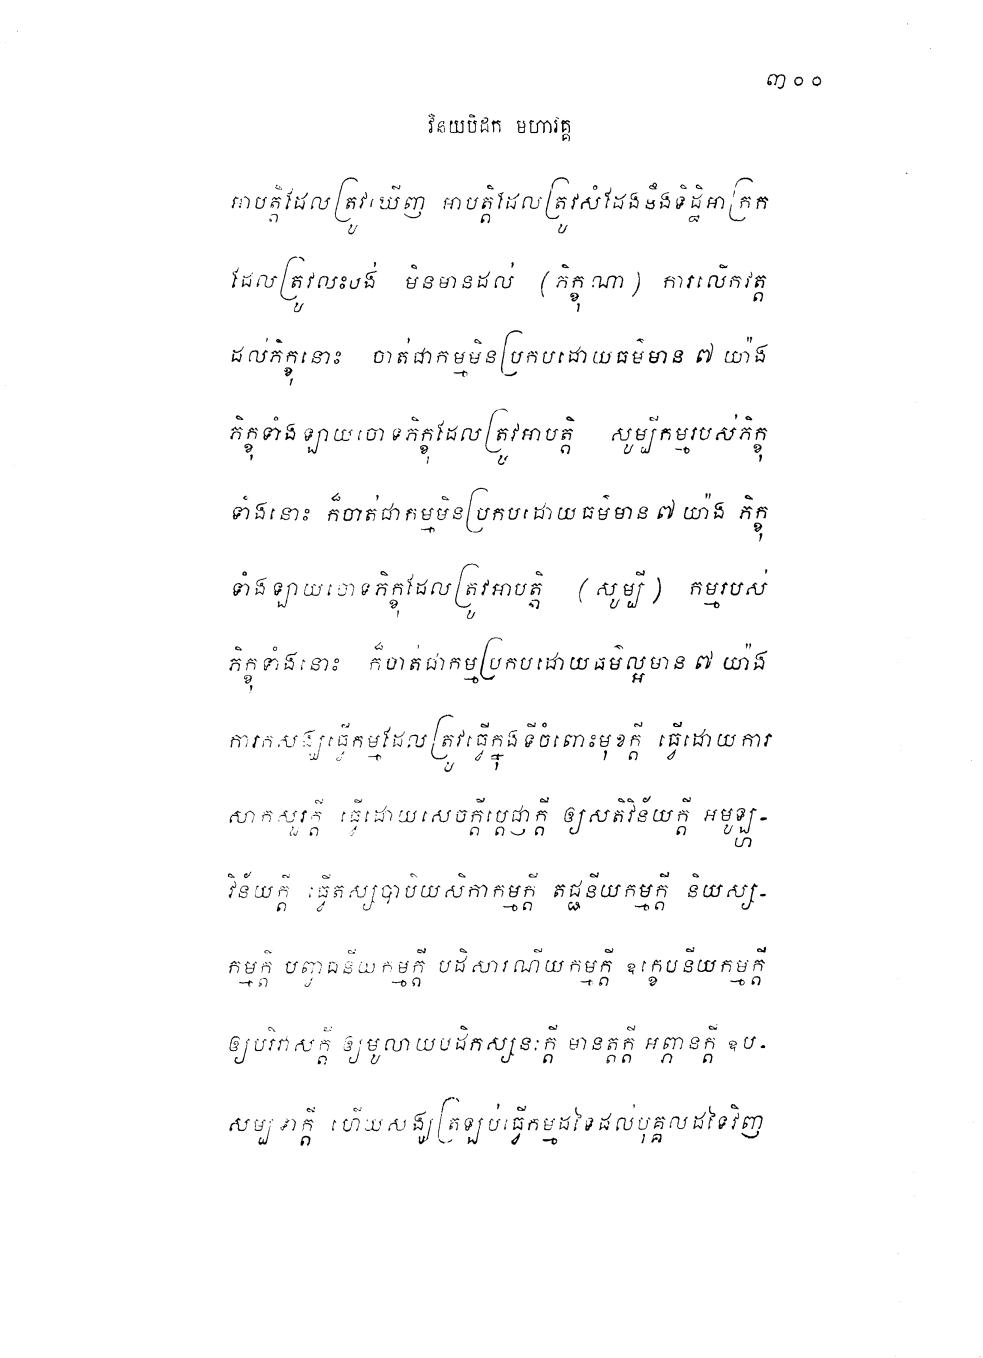 ៣០០
វិនយបិដក មហាវគ្គ
អាបត្តិដែលត្រូវឃើញ អាបត្តិដែលត្រូវសំដែងនឹងទិដ្ឋិអាក្រក
ដែលត្រូវលះបង់ មិនមានដល់ (ភិក្ខុណា) ការលើកវត្ត
ដល់ភិក្ខុនោះ ចាត់ជាកម្មមិនប្រកបដោយធម៌មាន ៧ យ៉ាង
ភិក្ខុទាំងឡាយចោទភិក្ខុដែលត្រូវអាបត្តិ សូម្បីកម្មរបស់ភិក្ខុ
ទាំងនោះ ក៏ចាត់ជាកម្មមិនប្រកបដោយធម៌មាន ៧ យ៉ាង ភិក្ខុ
ទាំងឡាយចោទភិក្ខុដែលត្រូវអាបត្តិ (សូម្បី) កម្មរបស់
ភិក្ខុទាំងនោះ ក៏ចាត់ជាកម្មប្រកបដោយធម៌ល្អមាន ៧ យ៉ាង
ការកសង្ឃធ្វើកម្មដែលត្រូវធ្វើក្នុងទីចំពោះមុខក្តី ធ្វើដោយការ
សាកសួរក្តី ធ្វើដោយសេចក្តីប្តេជ្ញាក្តី ឲ្យសតិវិន័យក្តី អមូឡ្ហ-
វិន័យក្តី ធ្វើតស្សបាបិយសិកាកម្មក្តី តជ្ជនីយកម្មក្តី និយស្ស-
កម្មក្តី បញ្វជនីយកម្មក្តី បដិសារណីយកម្មក្តី ឧក្ខេបនីយកម្មក្តី
ឲ្យបរិវាសក្តី ឲ្យមូលាយបដិកស្សនៈក្តី មានត្តក្តី អព្ភានក្តី ឧប-
សម្បទាក្តី ហើយសង្ឃត្រឡប់ធ្វើកម្មដទៃដល់បុគ្គលដទៃវិញ